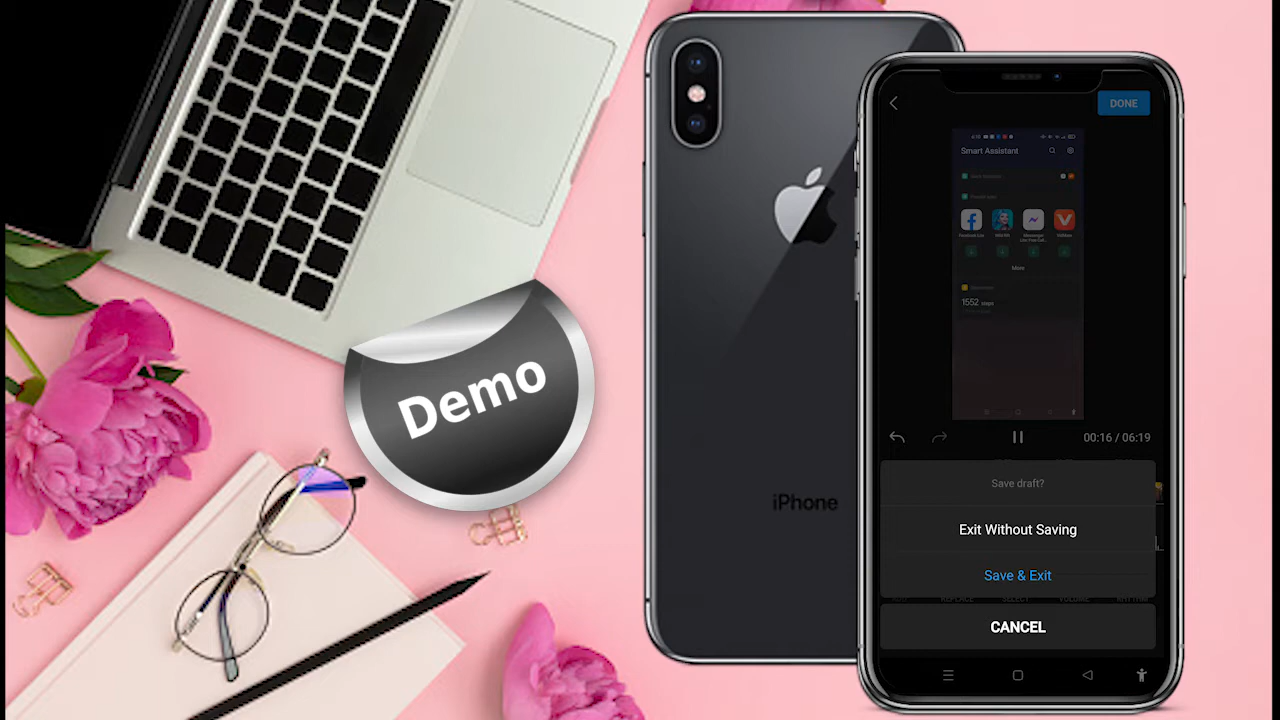 Demo
iPhone
DONE
Smart Assistant
More
1552 steps
00:16 / 06:19
Save draft?
Exit Without Saving
Save & Exit
CANCEL